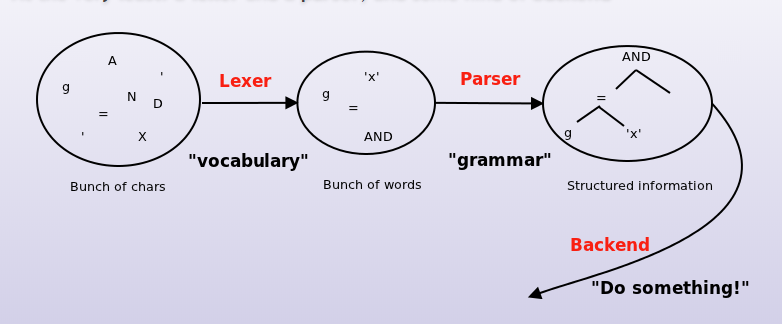 A
g
'
N
D
=
'
X
Bunch of chars
Lexer
"vocabulary"
'x'
g
=
AND
Bunch of words
Parser
"grammar"
AND
=
g
'x'
Structured information
Backend
"Do something!"